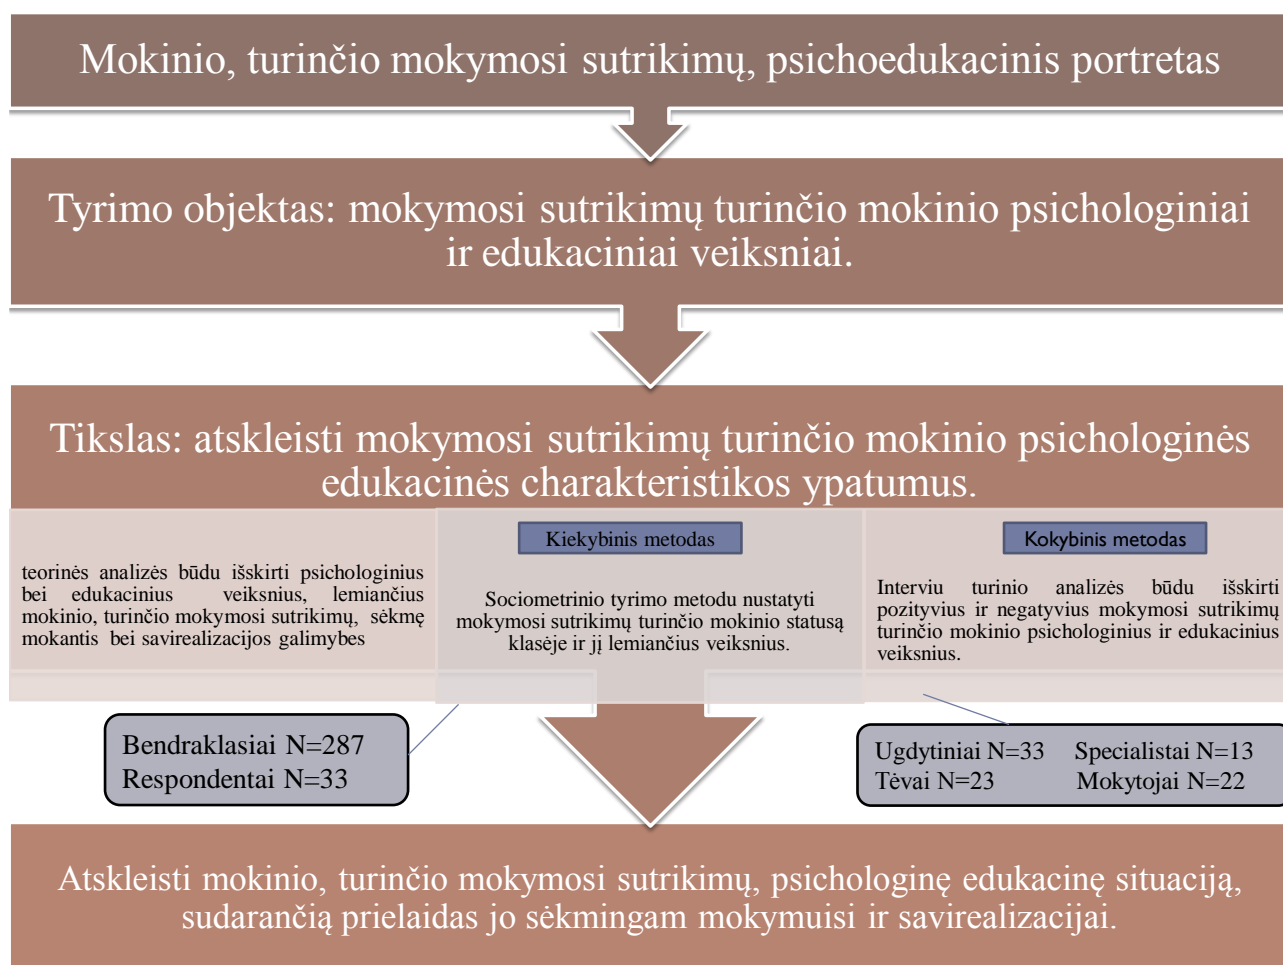 Mokinio, turinčio mokymosi sutrikimų, psichoedukacinis portretas
Tyrimo objektas: mokymosi sutrikimų turinčio mokinio psichologiniai
ir edukaciniai veiksniai.
Tikslas: atskleisti mokymosi sutrikimų turinčio mokinio psichologinės
edukacinės charakteristikos ypatumus.
teorinės analizės būdu išskirti psichologinius
bei edukacinius veiksnius, lemiančius
mokinio, turinčio mokymosi sutrikimų, sėkmę
mokantis bei savirealizacijos galimybes
Kiekybinis metodas
Sociometrinio tyrimo metodu nustatyti
mokymosi sutrikimų turinčio mokinio statusą
klasėje ir jį lemiančius veiksnius.
Kokybinis metodas
Interviu turinio analizės būdu išskirti
pozityvius ir negatyvius mokymosi sutrikimų
turinčio mokinio psichologinius ir edukacinius
veiksnius.
Bendraklasiai N=287
Respondentai N=33
Ugdytiniai N=33 Specialistai N=13
Tėvai N=23 Mokytojai N=22
Atskleisti mokinio, turinčio mokymosi sutrikimų, psichologinę edukacinę situaciją,
sudarančią prielaidas jo sėkmingam mokymuisi ir savirealizacijai.